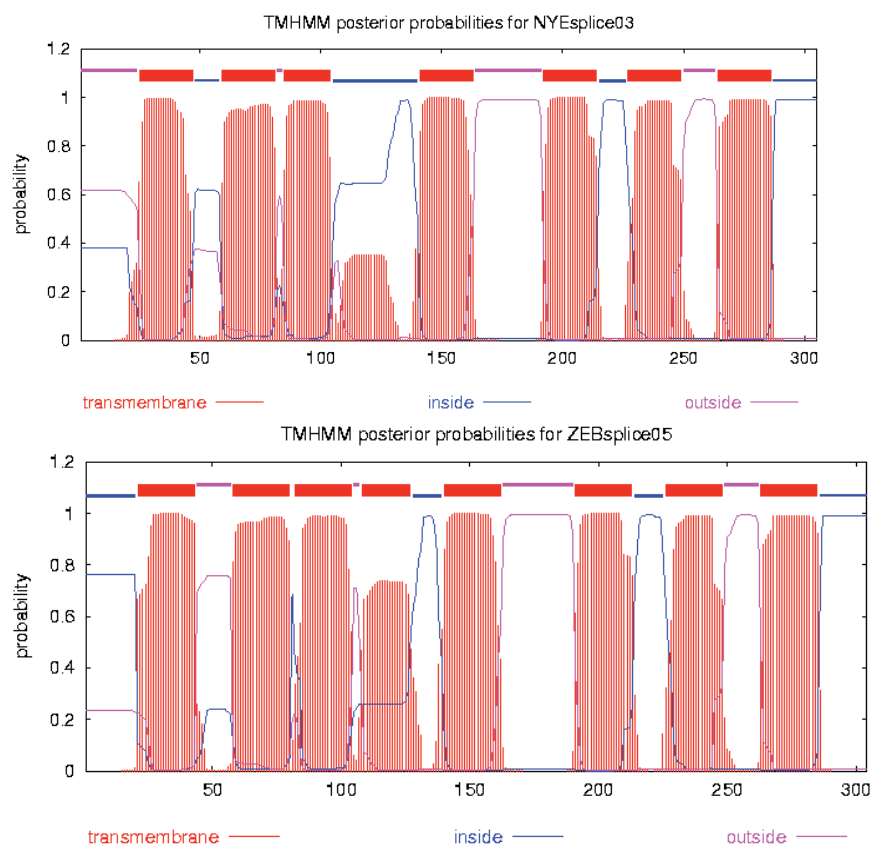 TMHMM posterior probabilities for NYEsplice03
1.2
1
0.8
0.6
0.4
0.2
0
probability
50 100 150 200 250 300
transmembrane inside outside
TMHMM posterior probabilities for ZEBsplice05
1.2
1
0.8
0.6
0.4
0.2
0
probability
50 100 150 200 250 300
transmembrane inside outside